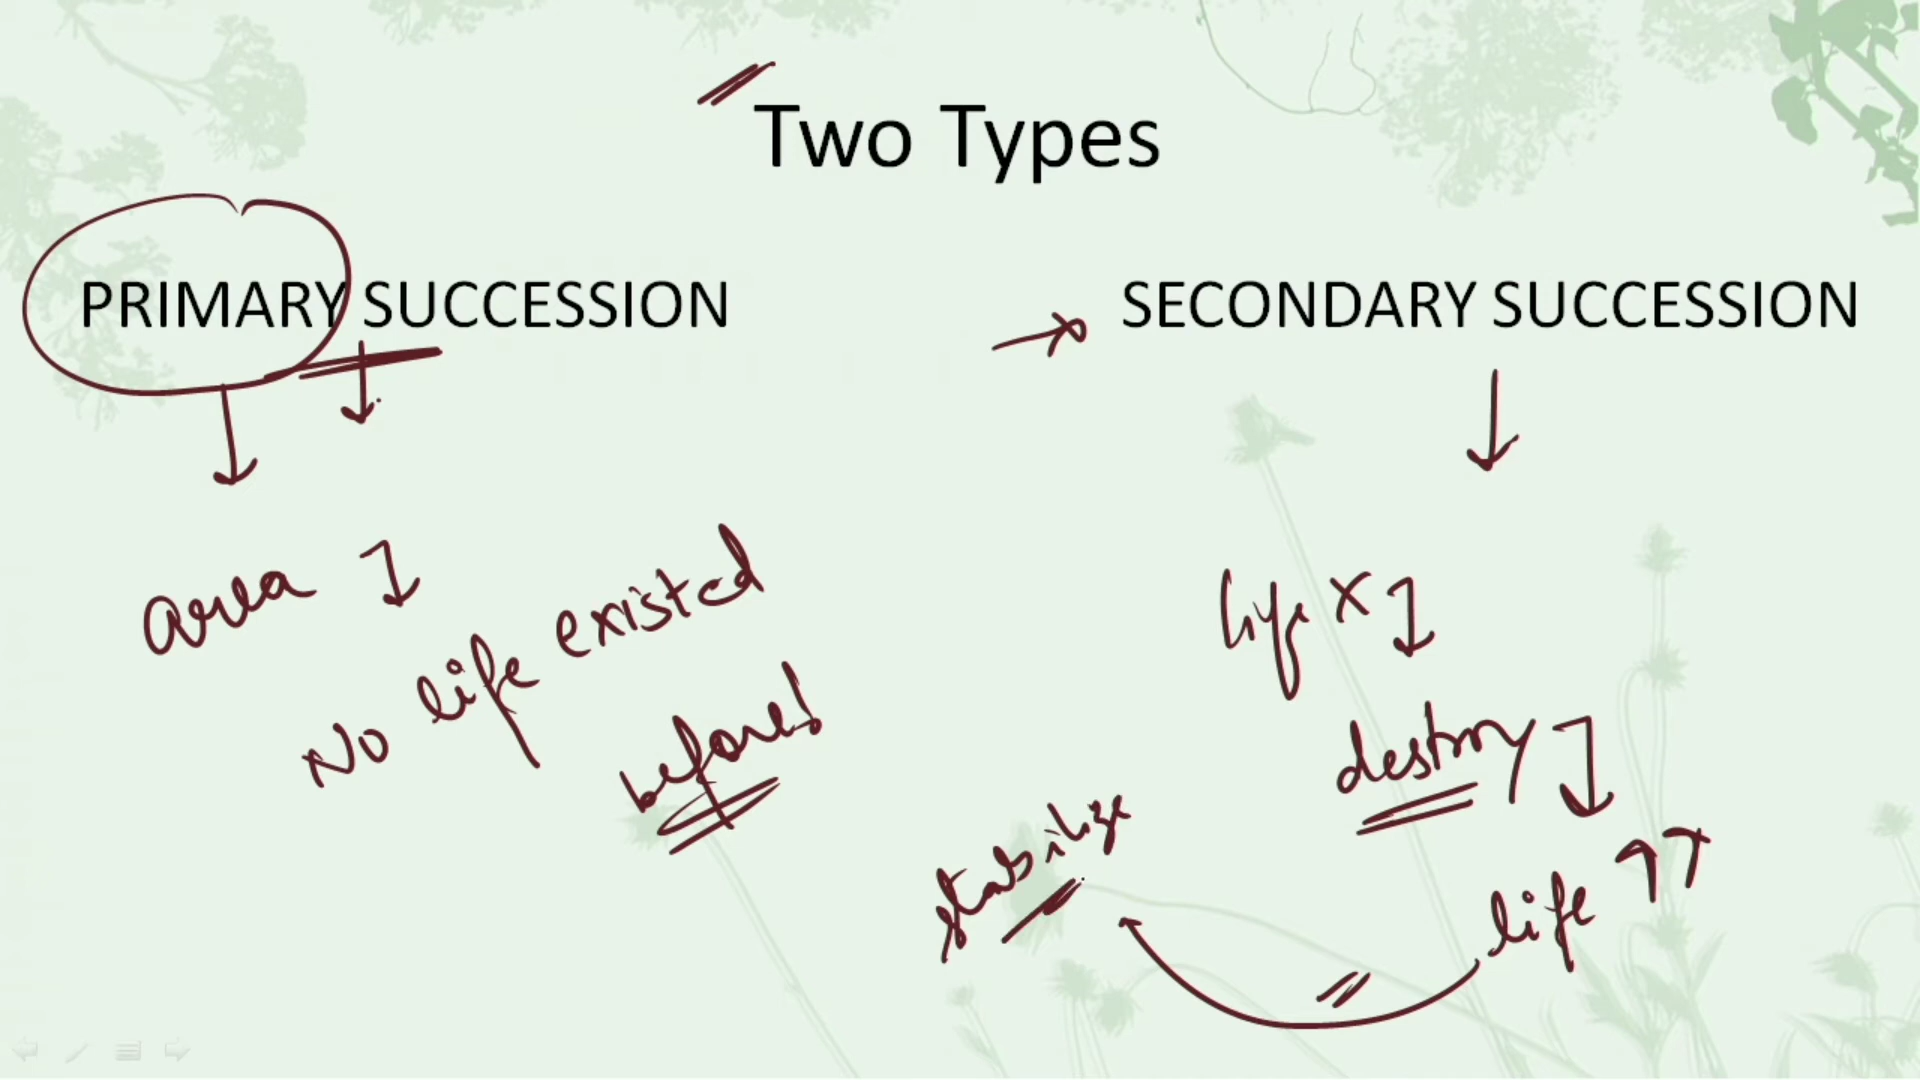 Two Types
PRIMARY SUCCESSION
SECONDARY SUCCESSION
area
No life existed
before
life X
destroy
life
stabilize